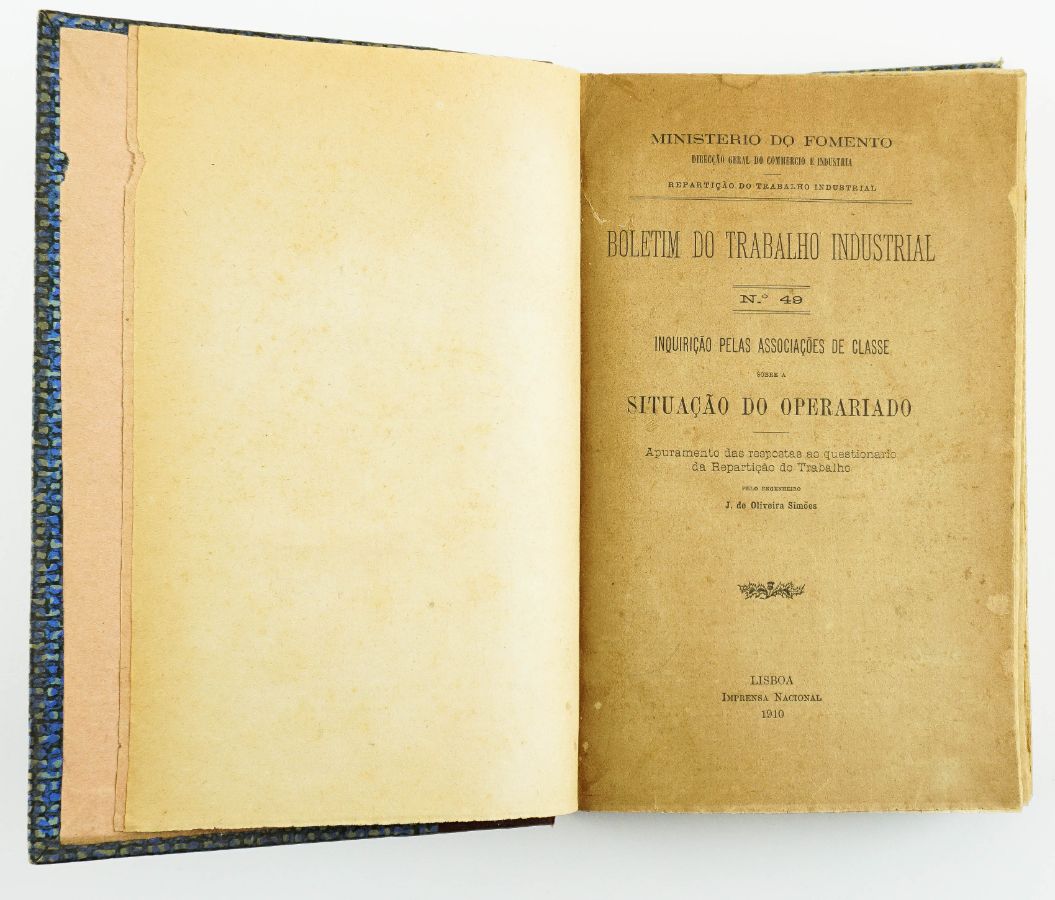 MINISTERIO DO FOMENTO
DIRECÇÃO GERAL DO COMMERCIO E INDUSTRIA
REPARTIÇÃO DO TRABALHO INDUSTRIAL
BOLETIM DO TRABALHO INDUSTRIAL
N.º 49
INQUIRIÇÃO PELAS ASSOCIAÇÕES DE CLASSE
SOBRE A
SITUAÇÃO DO OPERARIADO
Apuramento das respostas ao questionario
da Repartição do Trabalho
PELO ENGENHEIRO
J. de Oliveira Simões
LISBOA
IMPRENSA NACIONAL
1910